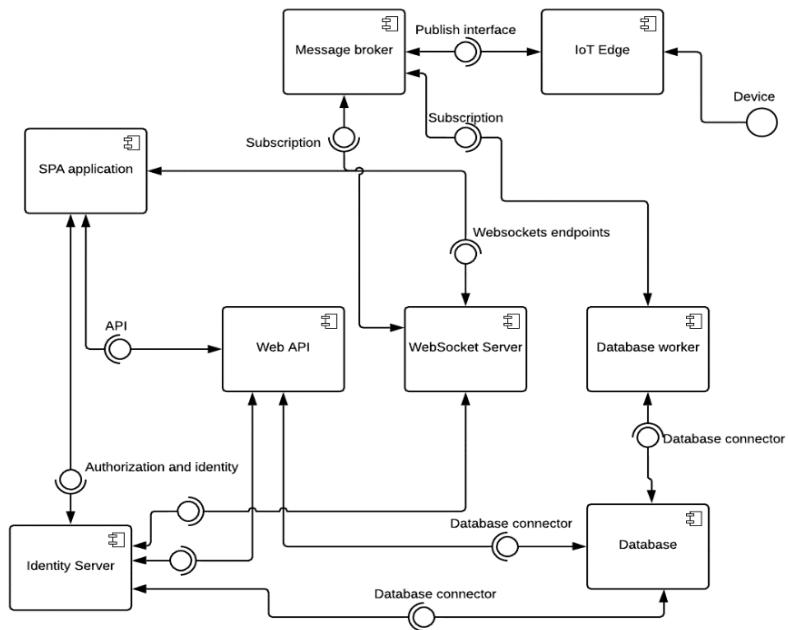 Publish interface
Message broker
IoT Edge
Device
Subscription
Subscription
SPA application
Websockets endpoints
API
Web API
WebSocket Server
Database worker
Database connector
Authorization and identity
Database connector
Database
Identity Server
Database connector